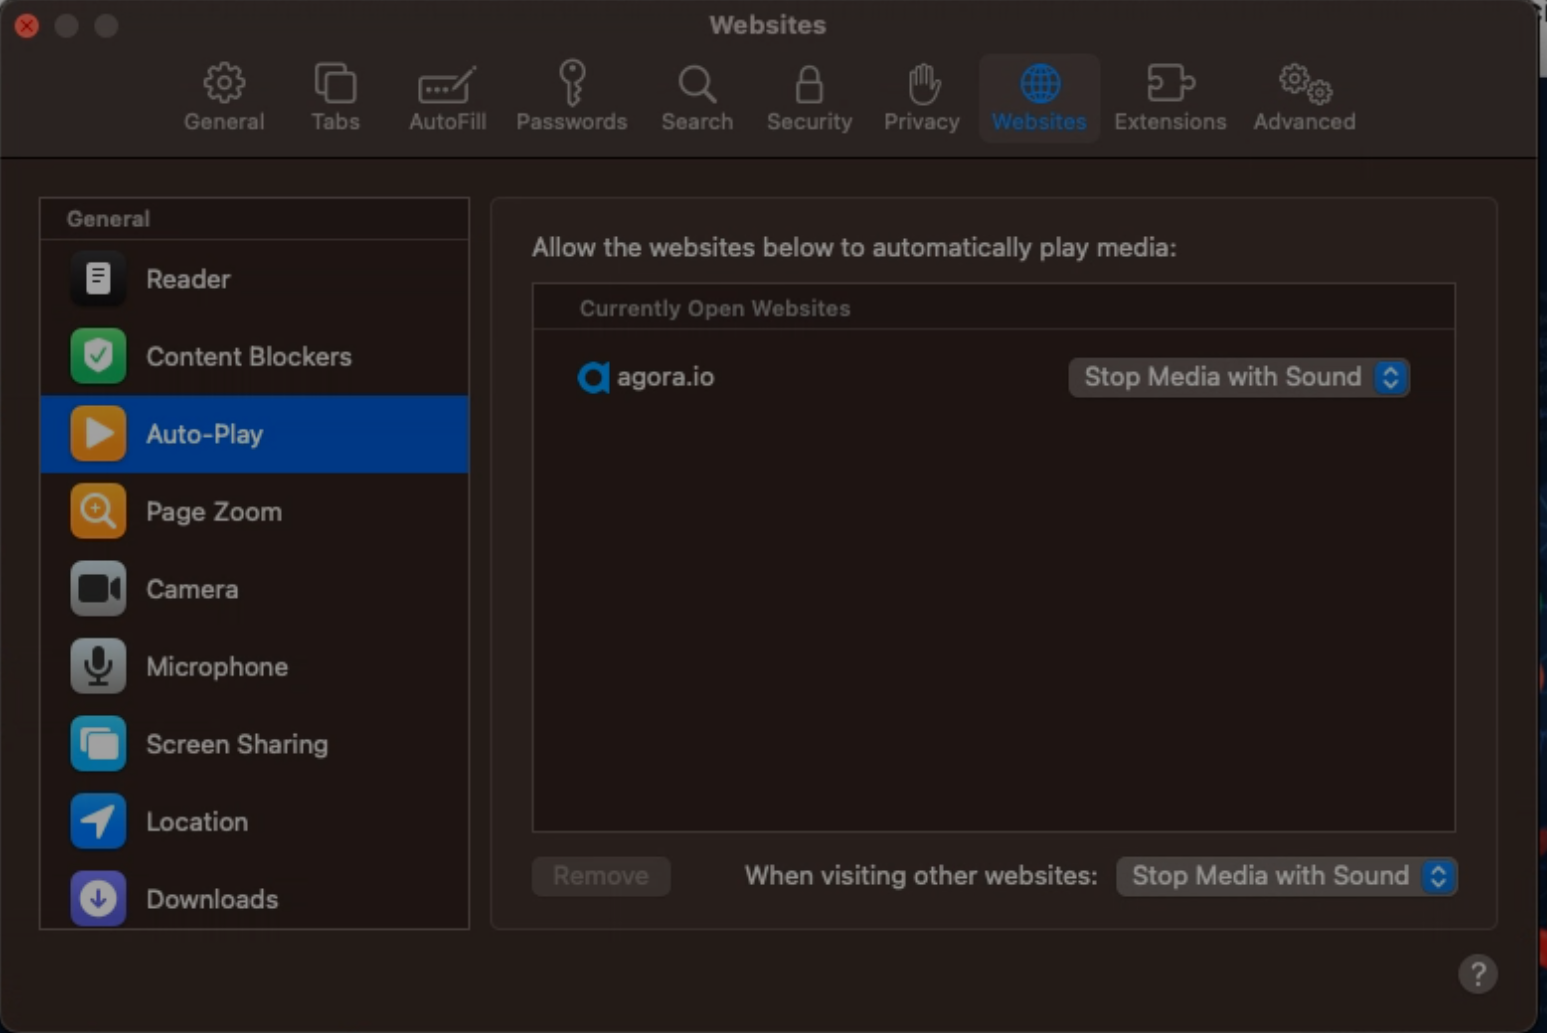 Websites
General
Tabs
AutoFill
Passwords
Search
Security
Privacy
Websites
Extensions
Advanced
General
Reader
Content Blockers
Auto-Play
Page Zoom
Camera
Microphone
Screen Sharing
Location
Downloads
Allow the websites below to automatically play media:
Currently Open Websites
agora.io
Stop Media with Sound
Remove
When visiting other websites:
Stop Media with Sound
?